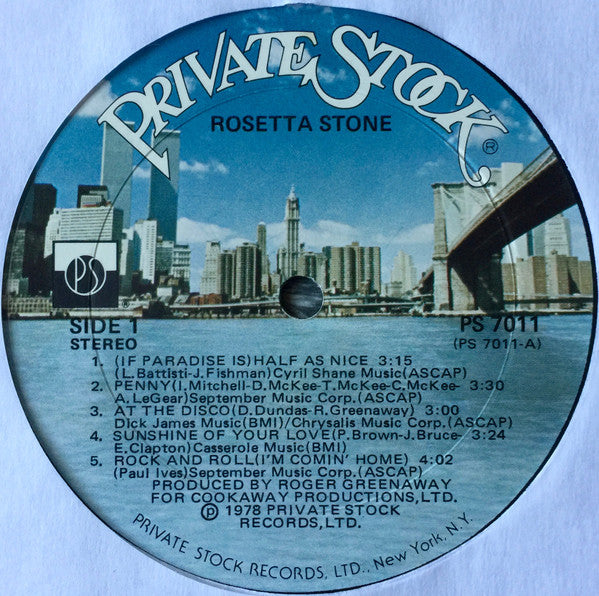 PRIVATE STOCK
®
ROSETTA STONE
PS
SIDE 1
STEREO
PS 7011
(PS 7011-A)
1. (IF PARADISE IS)HALF AS NICE 3:15
(L.Battisti-J.Fishman)Cyril Shane Music(ASCAP)
2. PENNY(I.Mitchell-D.McKee-T.McKee-C.McKee- 3:30
A.LeGear)September Music Corp.(ASCAP)
3. AT THE DISCO(D.Dundas-R.Greenaway) 3:00
Dick James Music(BMI)/Chrysalis Music Corp.(ASCAP)
4. SUNSHINE OF YOUR LOVE(P.Brown-J.Bruce- 3:24
E.Clapton)Casserole Music(BMI)
5. ROCK AND ROLL(I'M COMIN' HOME) 4:02
(Paul Ives)September Music Corp.(ASCAP)
PRODUCED BY ROGER GREENAWAY
FOR COOKAWAY PRODUCTIONS,LTD.
℗ 1978 PRIVATE STOCK
RECORDS,LTD.
PRIVATE STOCK RECORDS, LTD., New York, N.Y.